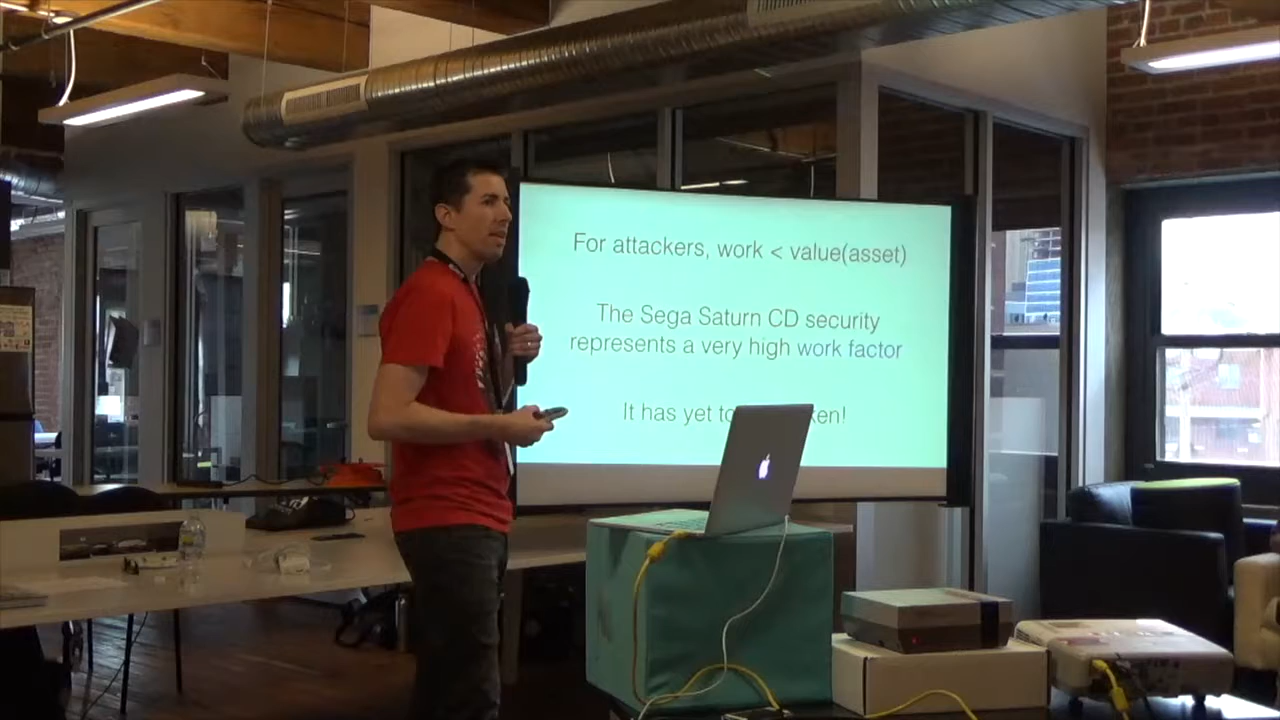 For attackers, work < value(asset)
The Sega Saturn CD security
represents a very high work factor
It has yet to